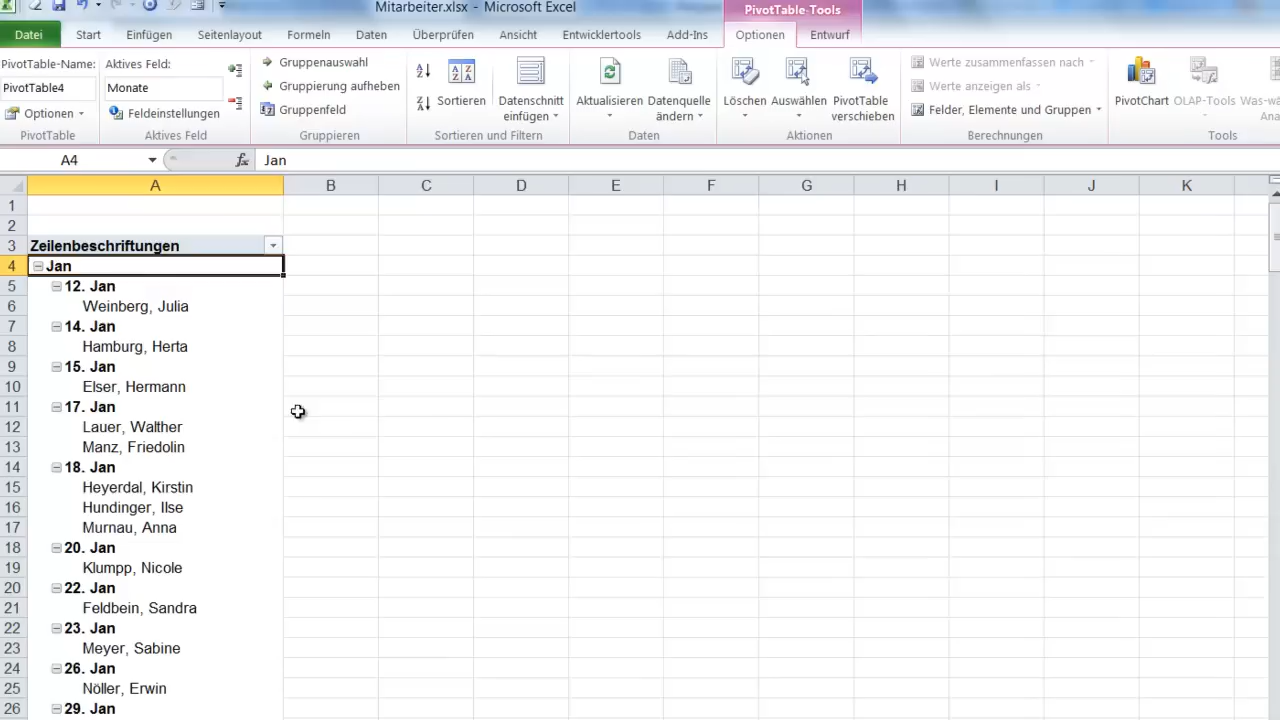 Mitarbeiter.xlsx - Microsoft Excel
PivotTable-Tools
Datei Start Einfügen Seitenlayout Formeln Daten Überprüfen Ansicht Entwicklertools Add-Ins Optionen Entwurf
PivotTable-Name:
PivotTable4
Optionen
PivotTable
Aktives Feld:
Monate
Feldeinstellungen
Aktives Feld
Gruppenauswahl
Gruppierung aufheben
Gruppenfeld
Gruppieren
Sortieren
Datenschnitt
einfügen
Sortieren und Filtern
Aktualisieren
Datenquelle
ändern
Daten
Löschen
Auswählen
PivotTable
verschieben
Aktionen
Werte zusammenfassen nach
Werte anzeigen als
Felder, Elemente und Gruppen
Berechnungen
PivotChart
OLAP-Tools
Tools
A4 fx Jan
A B C D E F G H I J K
1
2
3 Zeilenbeschriftungen
4 Jan
5 12. Jan
6 Weinberg, Julia
7 14. Jan
8 Hamburg, Herta
9 15. Jan
10 Elser, Hermann
11 17. Jan
12 Lauer, Walther
13 Manz, Friedolin
14 18. Jan
15 Heyerdal, Kirstin
16 Hundinger, Ilse
17 Murnau, Anna
18 20. Jan
19 Klumpp, Nicole
20 22. Jan
21 Feldbein, Sandra
22 23. Jan
23 Meyer, Sabine
24 26. Jan
25 Nöller, Erwin
26 29. Jan